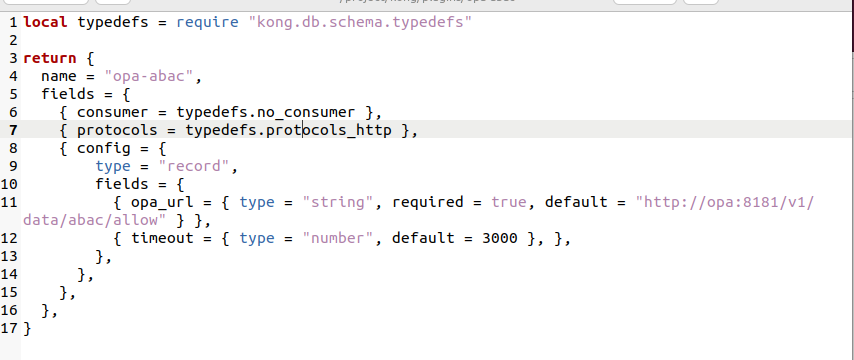 1 local typedefs = require "kong.db.schema.typedefs"
2
3 return {
4   name = "opa-abac",
5   fields = {
6     { consumer = typedefs.no_consumer },
7     { protocols = typedefs.protocols_http },
8     { config = {
9         type = "record",
10         fields = {
11           { opa_url = { type = "string", required = true, default = "http://opa:8181/v1/
data/abac/allow" } },
12           { timeout = { type = "number", default = 3000 }, },
13         },
14       },
15     },
16   },
17 }